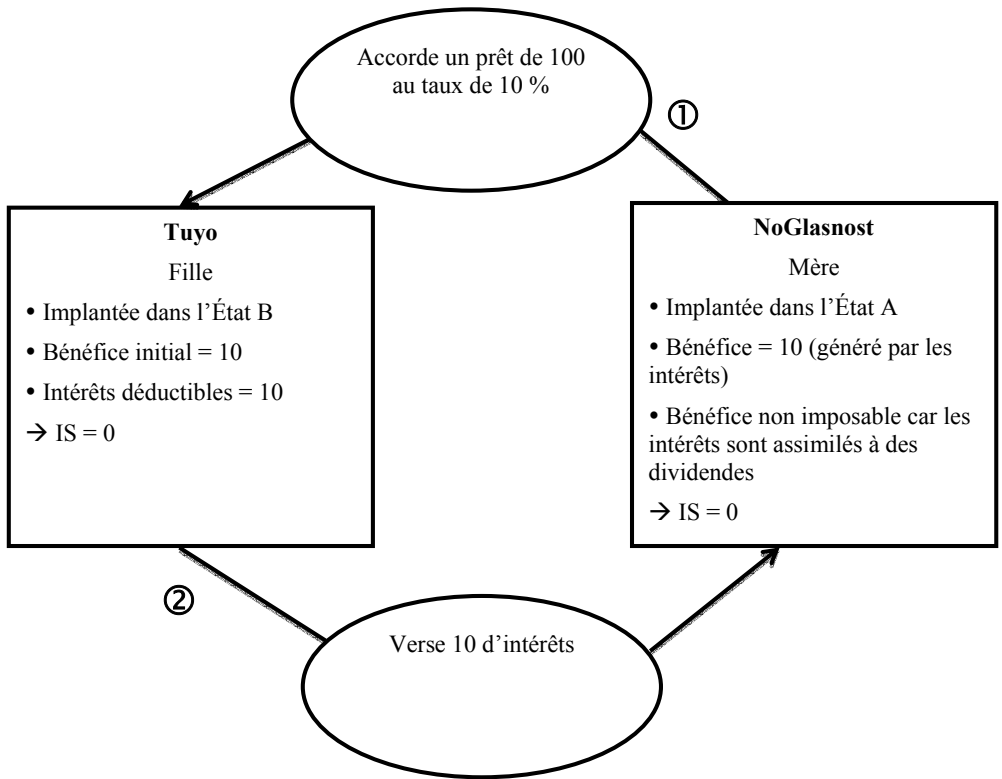 Accorde un prêt de 100
au taux de 10 %
①
Tuyo
Fille
• Implantée dans l’État B
• Bénéfice initial = 10
• Intérêts déductibles = 10
→ IS = 0
NoGlasnost
Mère
• Implantée dans l’État A
• Bénéfice = 10 (généré par les
intérêts)
• Bénéfice non imposable car les
intérêts sont assimilés à des
dividendes
→ IS = 0
②
Verse 10 d’intérêts